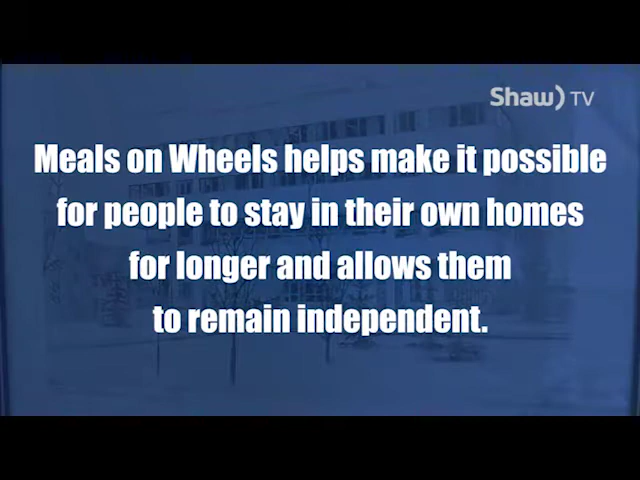 Shaw) TV
Meals on Wheels helps make it possible
for people to stay in their own homes
for longer and allows them
to remain independent.